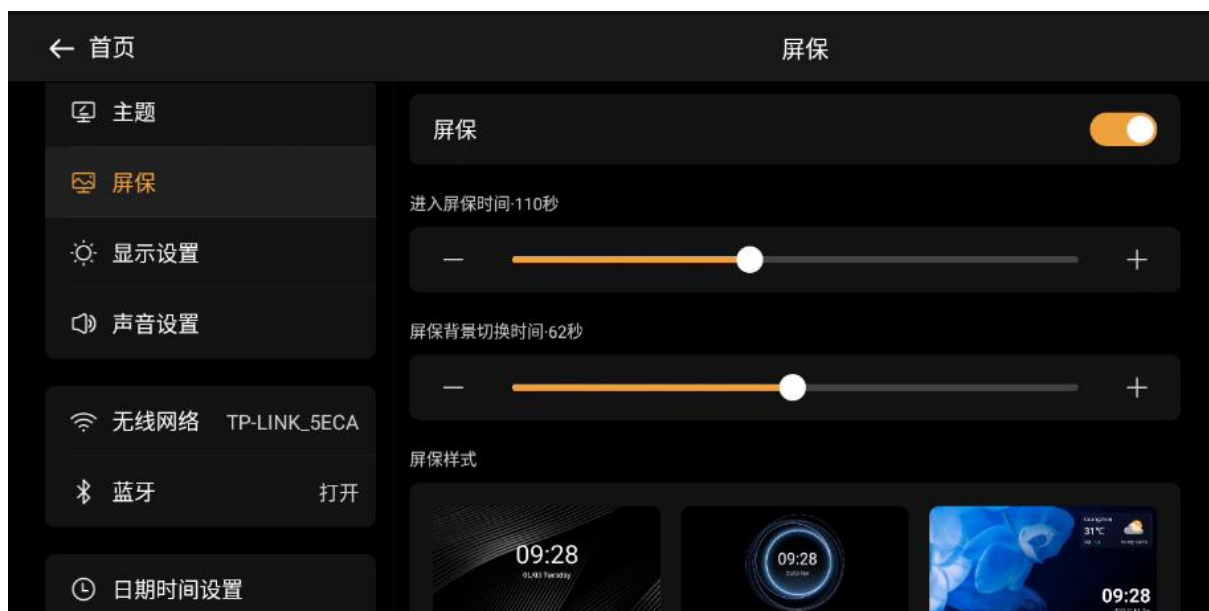 首页
屏保
主题
屏保
显示设置
声音设置
无线网络 TP-LINK_5ECA
蓝牙 打开
日期时间设置
屏保
进入屏保时间·110秒
屏保背景切换时间·62秒
屏保样式
09:28
01/03 Tuesday
09:28
31℃
09:28